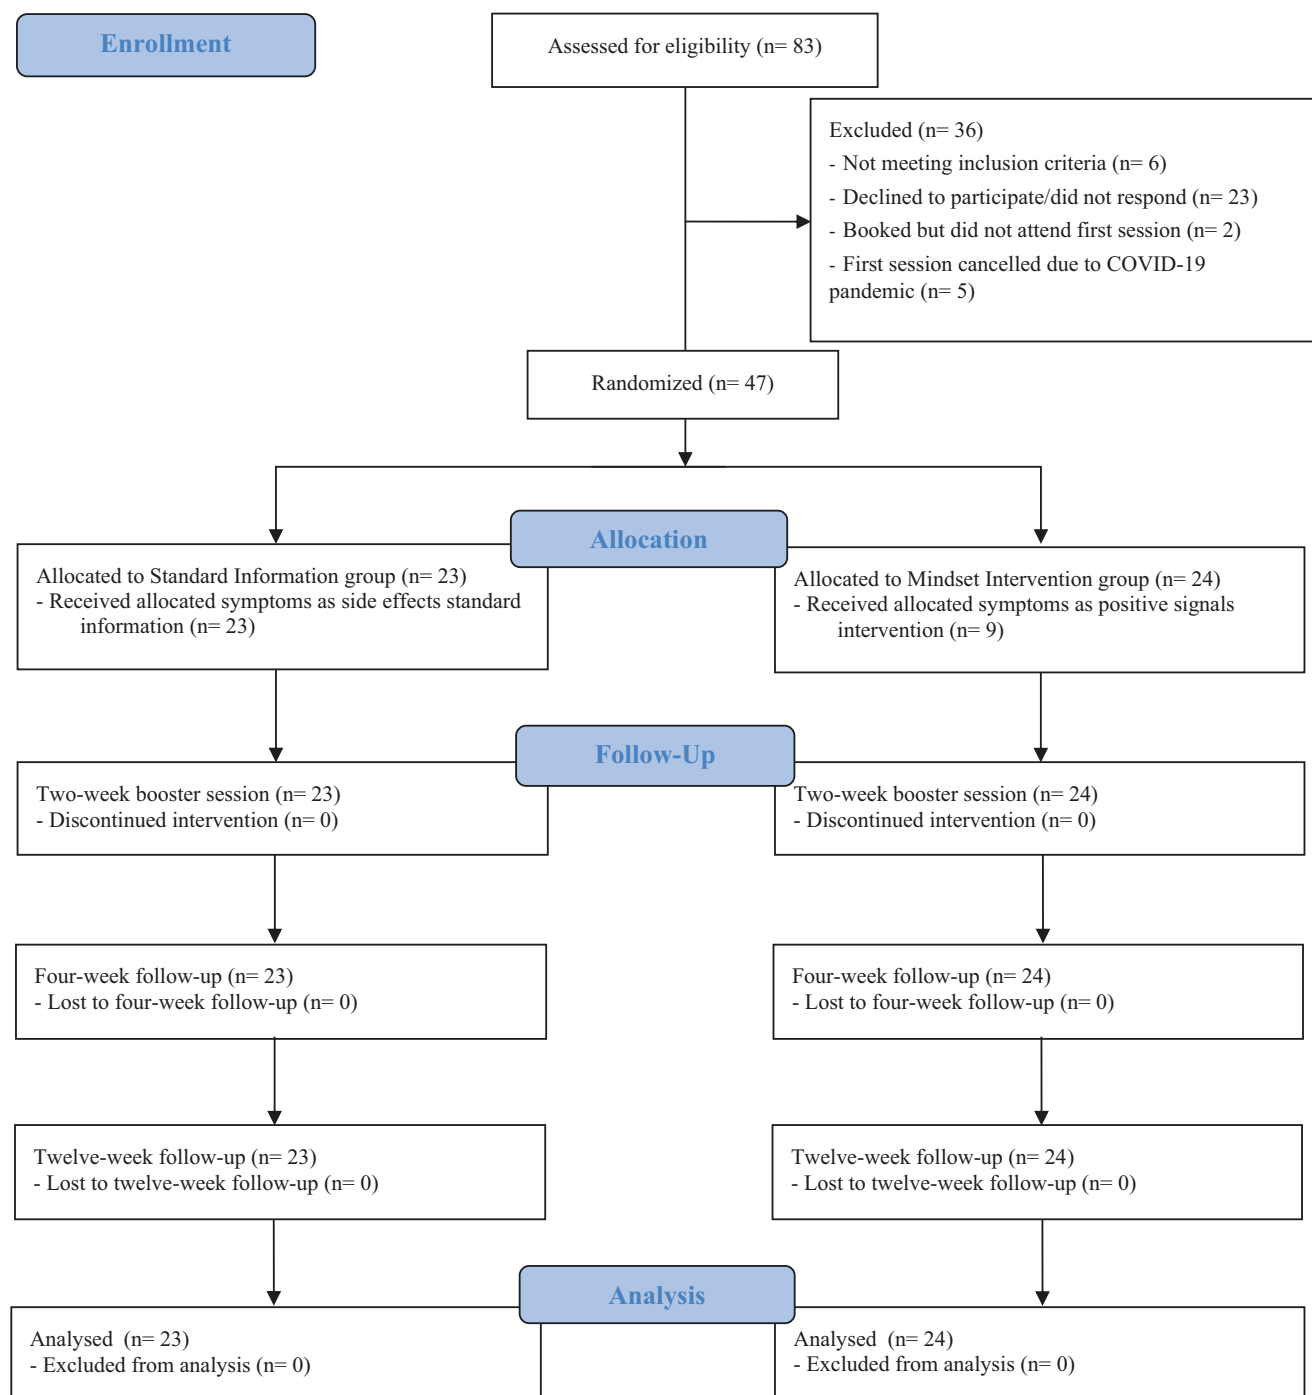 Enrollment
Assessed for eligibility (n= 83)
Excluded (n= 36)
- Not meeting inclusion criteria (n= 6)
- Declined to participate/did not respond (n= 23)
- Booked but did not attend first session (n= 2)
- First session cancelled due to COVID-19
pandemic (n= 5)
Randomized (n= 47)
Allocation
Allocated to Standard Information group (n= 23)
- Received allocated symptoms as side effects standard
information (n= 23)
Allocated to Mindset Intervention group (n= 24)
- Received allocated symptoms as positive signals
intervention (n= 9)
Follow-Up
Two-week booster session (n= 23)
- Discontinued intervention (n= 0)
Two-week booster session (n= 24)
- Discontinued intervention (n= 0)
Four-week follow-up (n= 23)
- Lost to four-week follow-up (n= 0)
Four-week follow-up (n= 24)
- Lost to four-week follow-up (n= 0)
Twelve-week follow-up (n= 23)
- Lost to twelve-week follow-up (n= 0)
Twelve-week follow-up (n= 24)
- Lost to twelve-week follow-up (n= 0)
Analysis
Analysed (n= 23)
- Excluded from analysis (n= 0)
Analysed (n= 24)
- Excluded from analysis (n= 0)